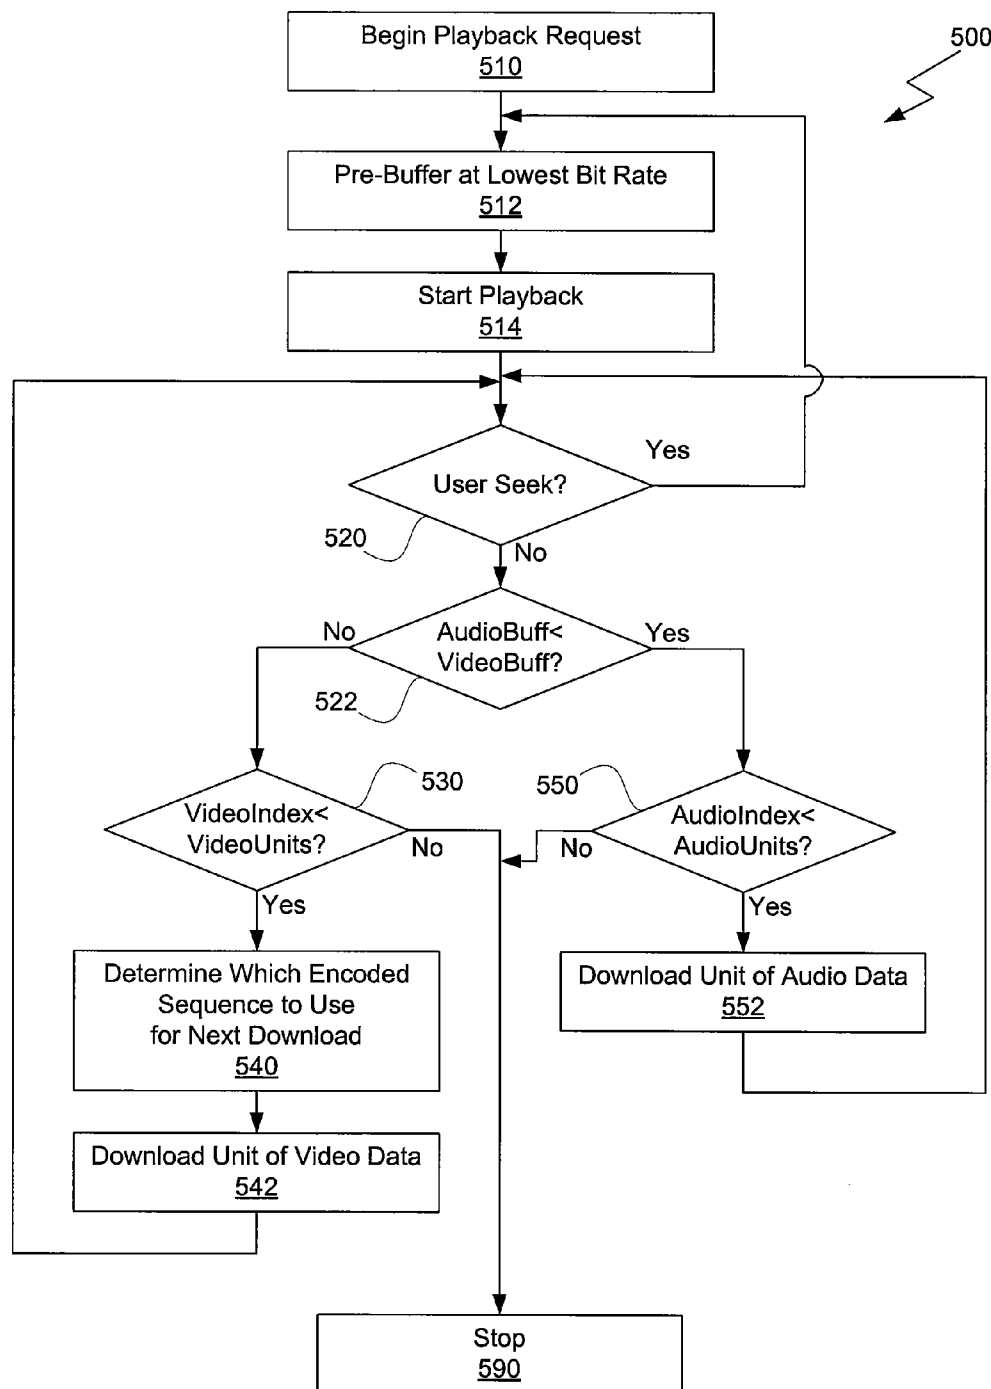 Begin Playback Request
510
500
Pre-Buffer at Lowest Bit Rate
512
Start Playback
514
User Seek?
Yes
520
No
AudioBuff<
VideoBuff?
No
Yes
522
VideoIndex<
VideoUnits?
530
No
Yes
550
AudioIndex<
AudioUnits?
No
Yes
Determine Which Encoded
Sequence to Use
for Next Download
540
Download Unit of Audio Data
552
Download Unit of Video Data
542
Stop
590